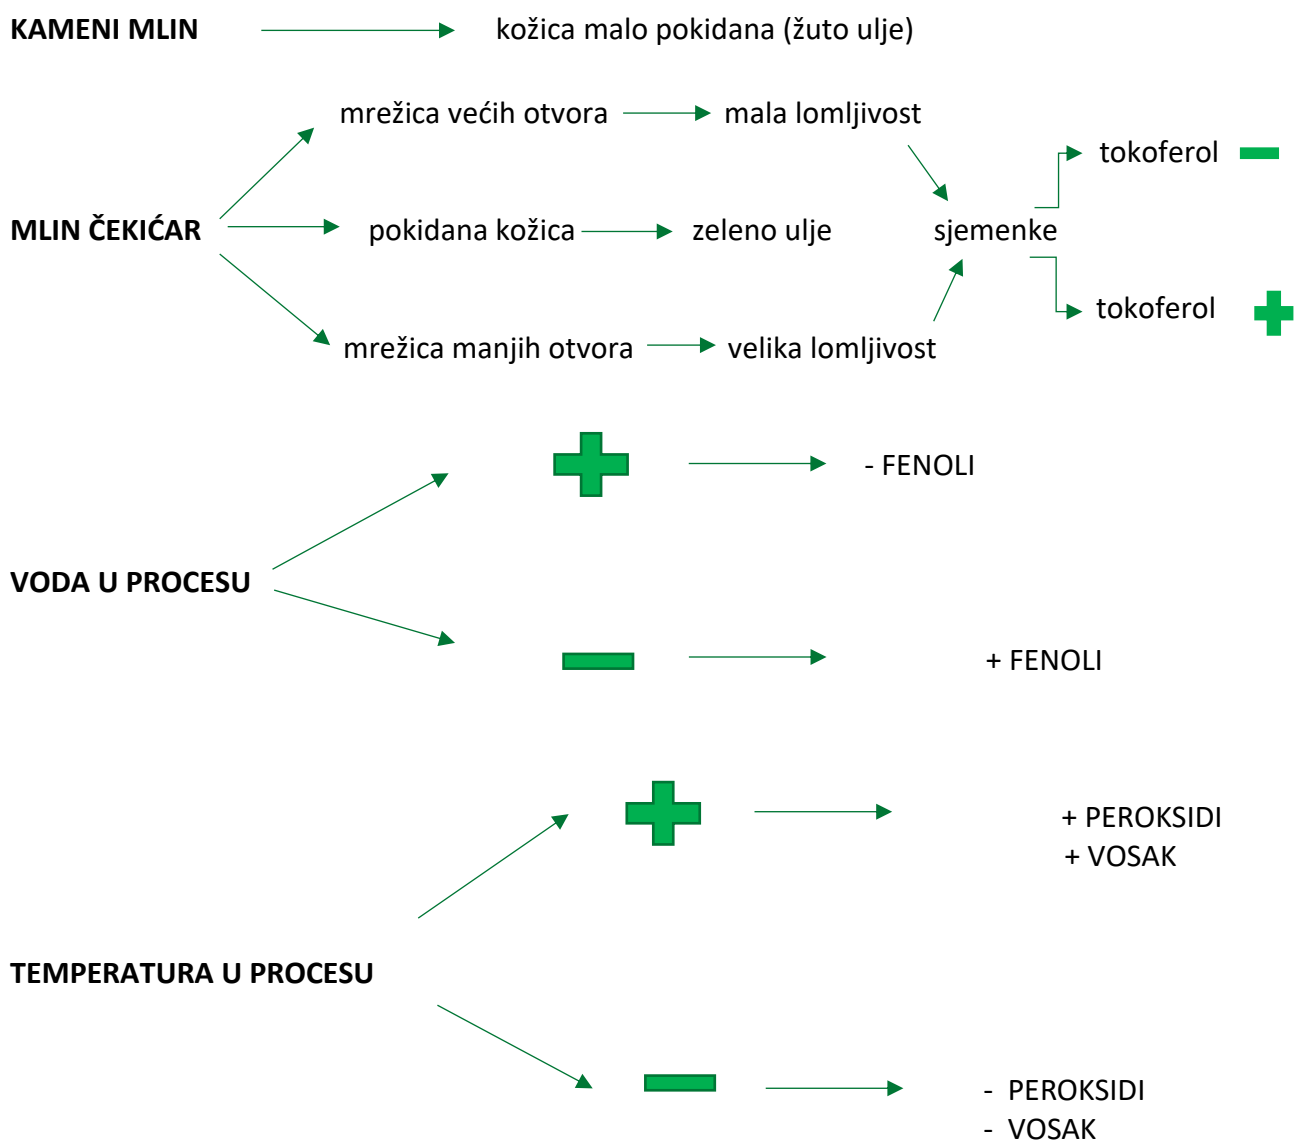 KAMENI MLIN kožica malo pokidana (žuto ulje)
mrežica većih otvora mala lomljivost
tokoferol
MLIN ČEKIĆAR pokidana kožica zeleno ulje sjemenke
tokoferol
mrežica manjih otvora velika lomljivost
- FENOLI
VODA U PROCESU
+ FENOLI
+ PEROKSIDI
+ VOSAK
TEMPERATURA U PROCESU
- PEROKSIDI
- VOSAK